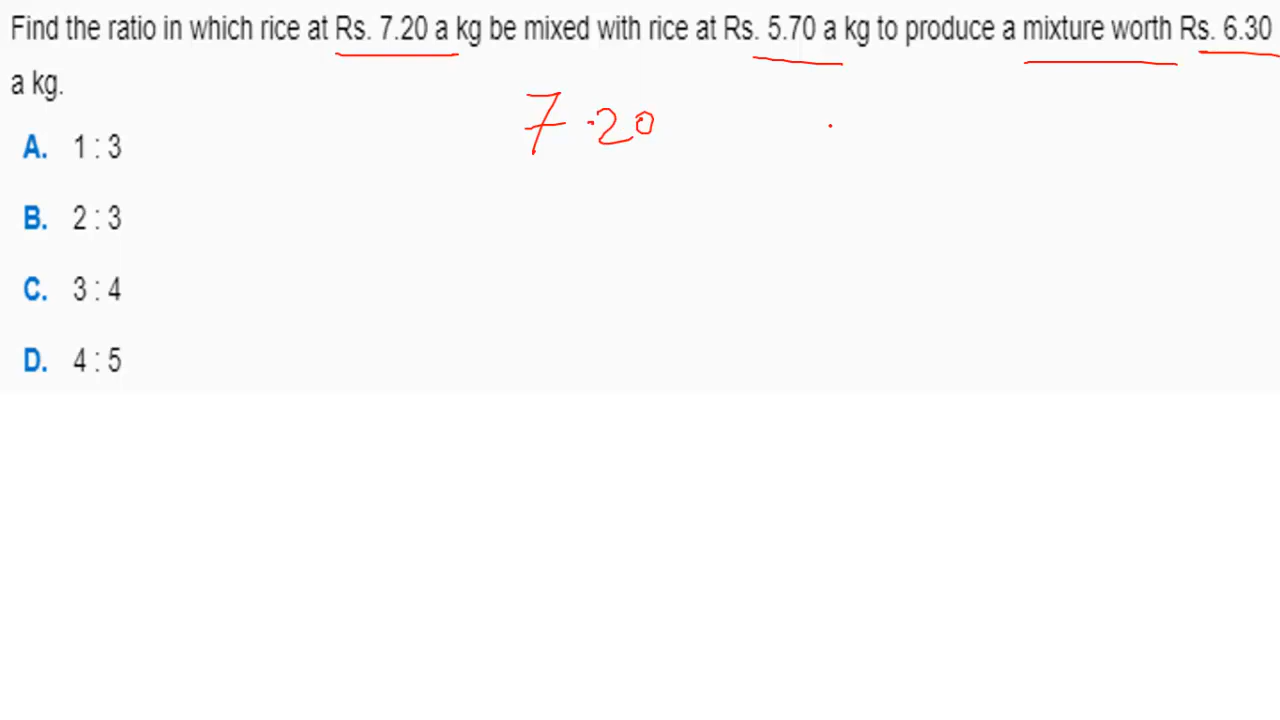 Find the ratio in which rice at Rs. 7.20 a kg be mixed with rice at Rs. 5.70 a kg to produce a mixture worth Rs. 6.30
a kg.
7.20
A. 1 : 3
B. 2 : 3
C. 3 : 4
D. 4 : 5